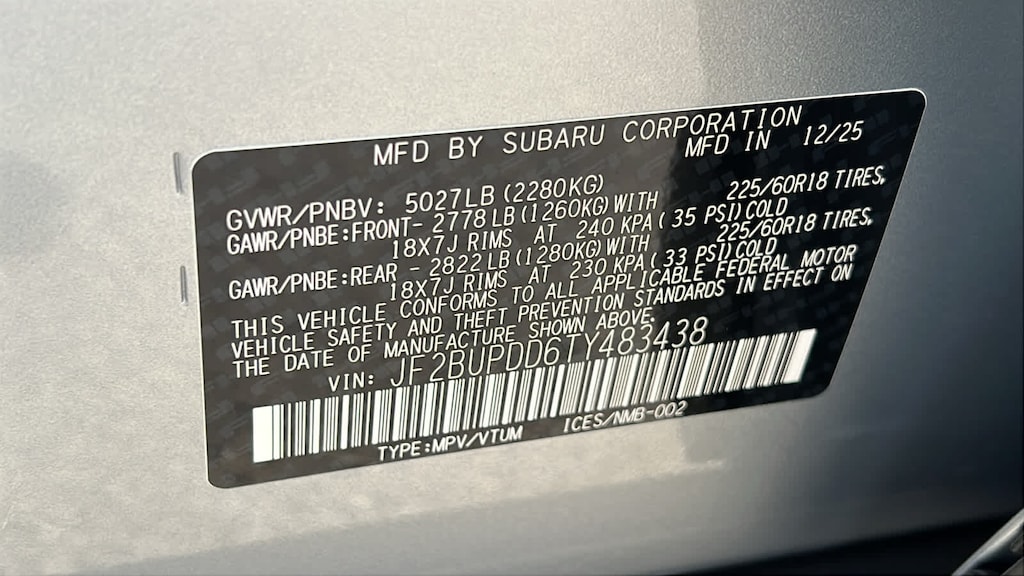 MFD BY SUBARU CORPORATION
MFD IN 12/25
GVWR/PNBV: 5027LB (2280KG)
GAWR/PNBE:FRONT- 2778 LB (1260KG) WITH 225/60R18 TIRES,
18X7J RIMS AT 240 KPA ( 35 PSI) COLD
GAWR/PNBE:REAR - 2822 LB (1280KG) WITH 225/60R18 TIRES,
18X7J RIMS AT 230 KPA ( 33 PSI) COLD
THIS VEHICLE CONFORMS TO ALL APPLICABLE FEDERAL MOTOR
VEHICLE SAFETY AND THEFT PREVENTION STANDARDS IN EFFECT ON
THE DATE OF MANUFACTURE SHOWN ABOVE.
VIN: JF2BUPDD6TY483438
TYPE:MPV/VTUM ICES/NMB-002